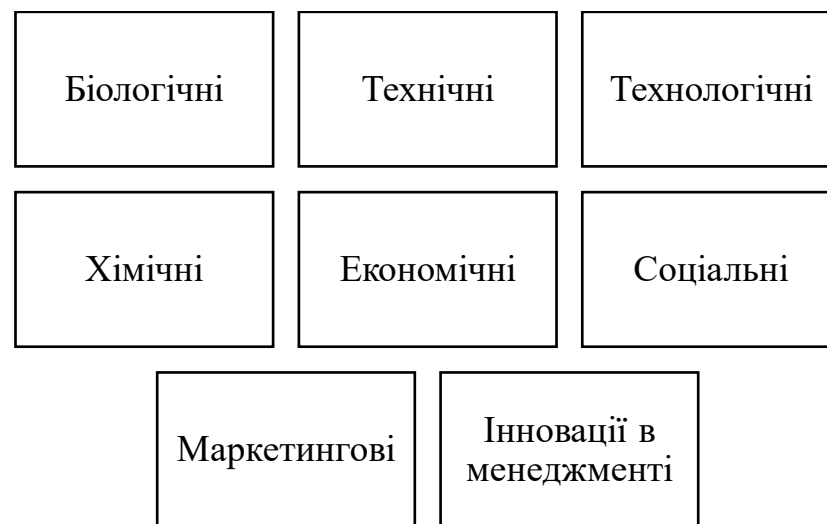 Біологічні
Технічні
Технологічні
Хімічні
Економічні
Соціальні
Маркетингові
Інновації в
менеджменті